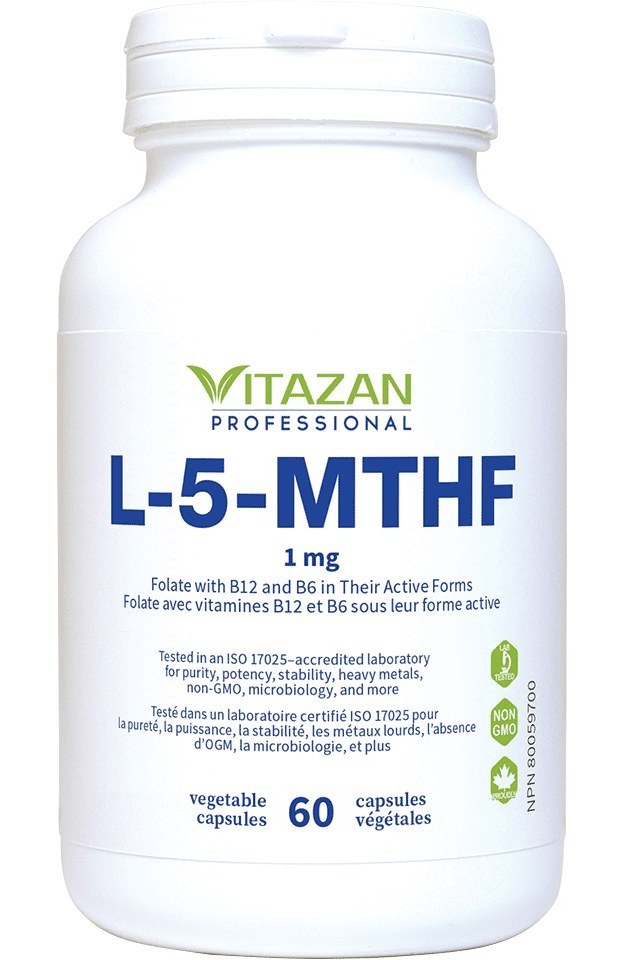 VITAZAN
PROFESSIONAL
L-5-MTHF
1 mg
Folate with B12 and B6 in Their Active Forms
Folate avec vitamines B12 et B6 sous leur forme active
Tested in an ISO 17025–accredited laboratory
for purity, potency, stability, heavy metals,
non-GMO, microbiology, and more
Testé dans un laboratoire certifié ISO 17025 pour
la pureté, la puissance, la stabilité, les métaux lourds, l’absence
d’OGM, la microbiologie, et plus
LAB
TESTED
NON
GMO
NPN 80059700
vegetable
capsules
60
capsules
végétales